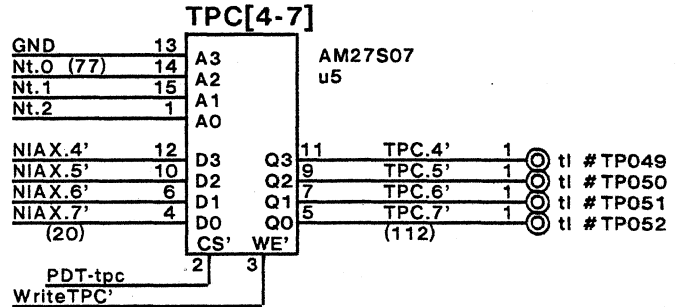 TPC[4-7]
GND 13 A3 AM27S07
Nt.0 (77) 14 A2 u5
Nt.1 15 A1
Nt.2 1 A0
NIAX.4' 12 D3 Q3 11 TPC.4' 1 tl #TP049
NIAX.5' 10 D2 Q2 9 TPC.5' 1 tl #TP050
NIAX.6' 6 D1 Q1 7 TPC.6' 1 tl #TP051
NIAX.7' 4 D0 Q0 5 TPC.7' 1 tl #TP052
(20) (112)
CS' WE'
2 3
PDT-tpc
WriteTPC'